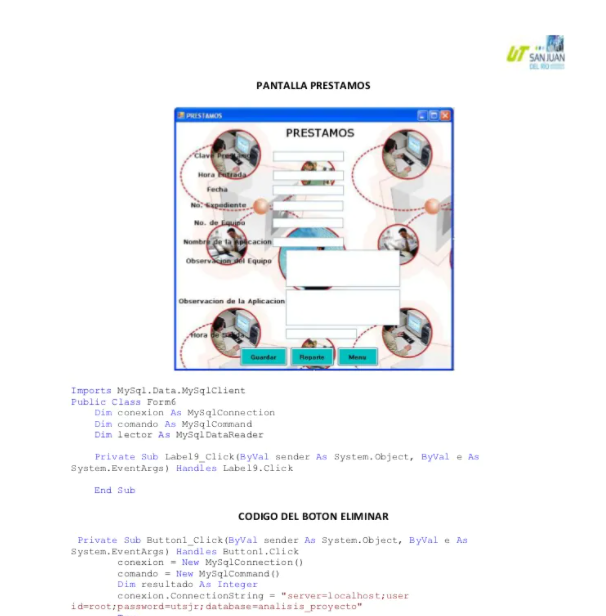 UT SAN JUAN
DEL RIO
PANTALLA PRESTAMOS
PRESTAMOS
PRESTAMOS
Clave Prestamo
Hora Entrada
Fecha
No. Expediente
No. de Equipo
Nombre de la Aplicacion
Observacion del Equipo
Observacion de la Aplicacion
Hora de
Guardar Reporte Menu
Imports MySql.Data.MySqlClient
Public Class Form6
Dim conexion As MySqlConnection
Dim comando As MySqlCommand
Dim lector As MySqlDataReader
Private Sub Label9_Click(ByVal sender As System.Object, ByVal e As
System.EventArgs) Handles Label9.Click
End Sub
CODIGO DEL BOTON ELIMINAR
Private Sub Button1_Click(ByVal sender As System.Object, ByVal e As
System.EventArgs) Handles Button1.Click
conexion = New MySqlConnection()
comando = New MySqlCommand()
Dim resultado As Integer
conexion.ConnectionString = "server=localhost;user
id=root;password=utsjr;database=analisis_proyecto"